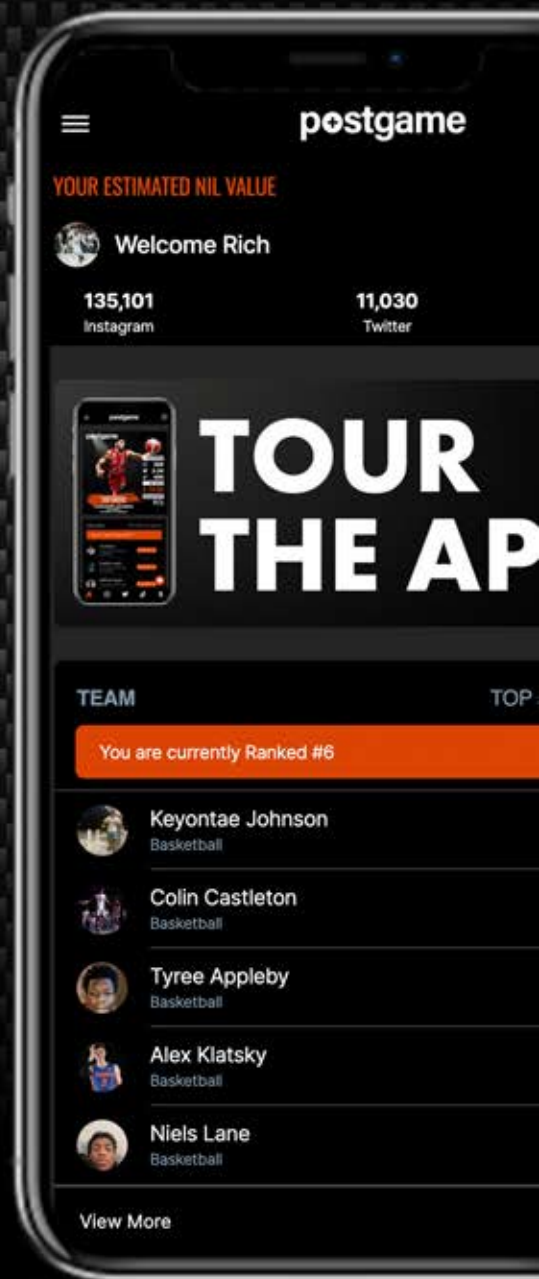 postgame
YOUR ESTIMATED NIL VALUE
Welcome Rich
135,101 11,030
Instagram Twitter
TOUR
THE AP
TEAM TOP
You are currently Ranked #6
Keyontae Johnson
Basketball
Colin Castleton
Basketball
Tyree Appleby
Basketball
Alex Klatsky
Basketball
Niels Lane
Basketball
View More